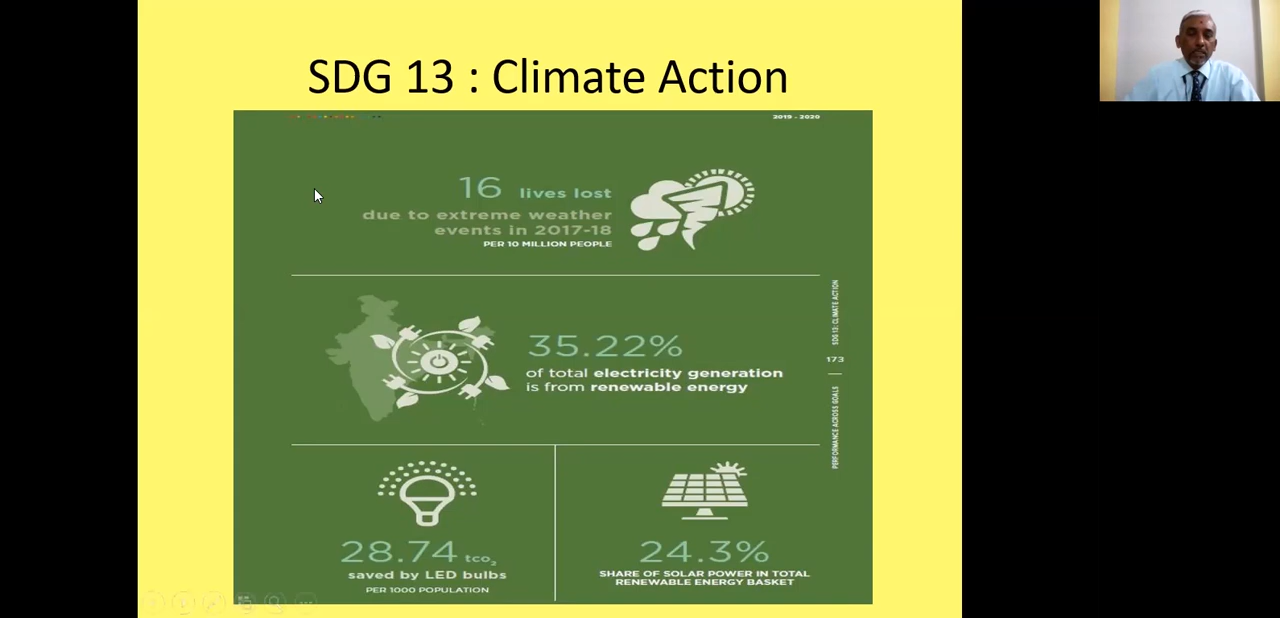 SDG 13 : Climate Action
2019 - 2020
16 lives lost
due to extreme weather
events in 2017-18
PER 10 MILLION PEOPLE
35.22%
of total electricity generation
is from renewable energy
SDG 13: CLIMATE ACTION
173
PERFORMANCE ACROSS GOALS
28.74 tco₂
saved by LED bulbs
PER 1000 POPULATION
24.3%
SHARE OF SOLAR POWER IN TOTAL
RENEWABLE ENERGY BASKET